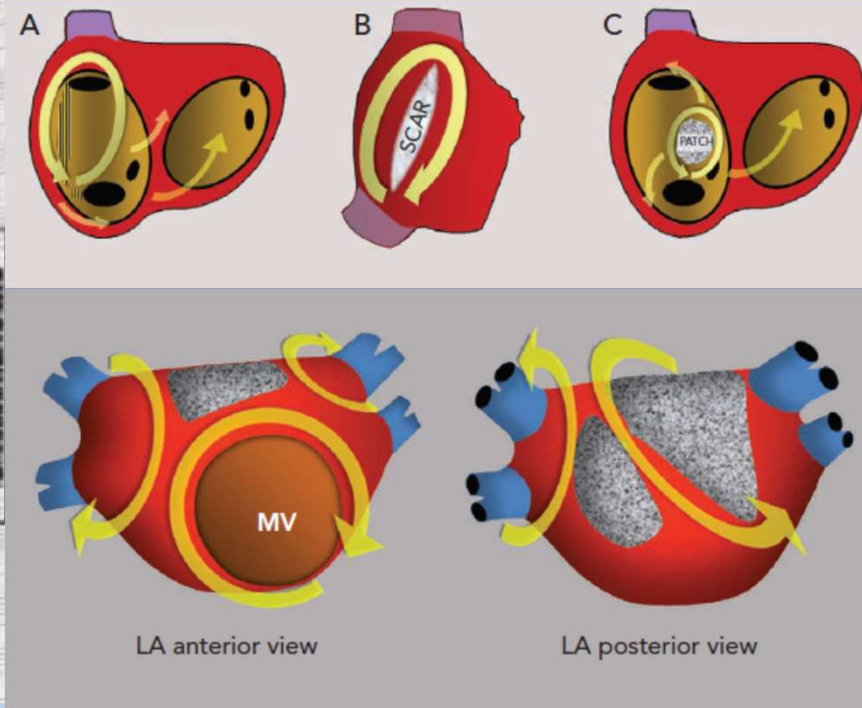 A
B
C
SCAR
PATCH
MV
LA anterior view
LA posterior view